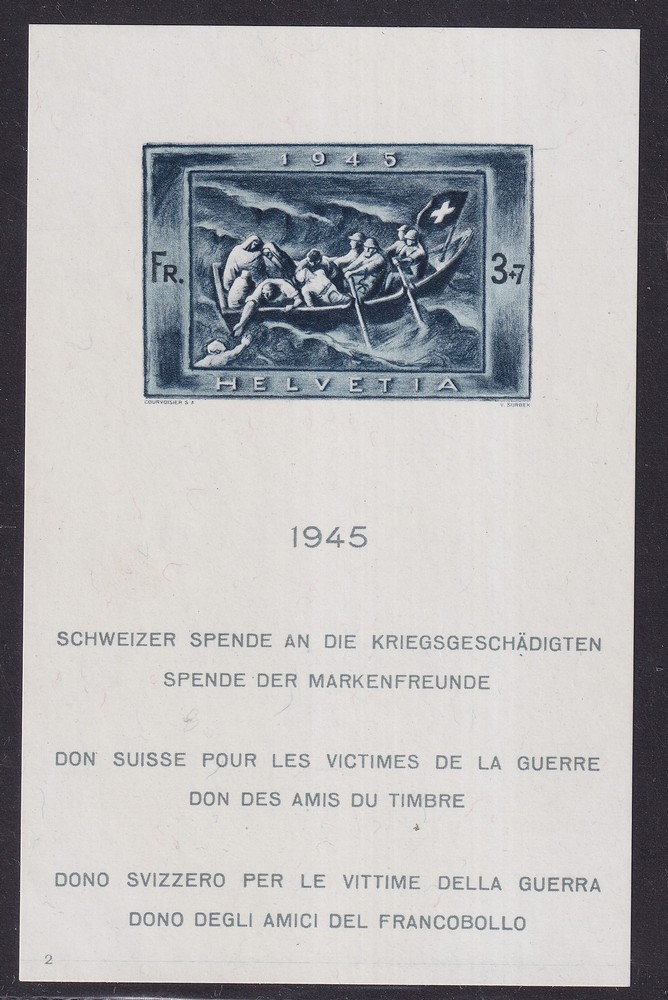 1945
FR. 3+7
HELVETIA
COURVOISIER S.A. V. SURBEK
1945
SCHWEIZER SPENDE AN DIE KRIEGSGESCHÄDIGTEN
SPENDE DER MARKENFREUNDE
DON SUISSE POUR LES VICTIMES DE LA GUERRE
DON DES AMIS DU TIMBRE
DONO SVIZZERO PER LE VITTIME DELLA GUERRA
DONO DEGLI AMICI DEL FRANCOBOLLO
2